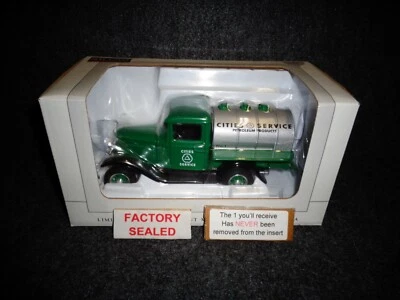 CITIES SERVICE
PETROLEUM PRODUCTS
CITIES
SERVICE
FACTORY
SEALED
The 1 you'll receive
Has NEVER been
removed from the insert